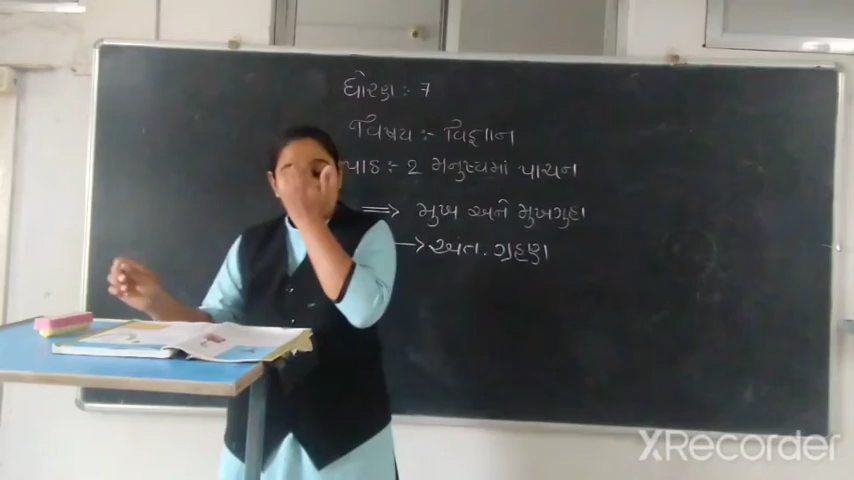 ધોરણ :- 7
વિષય :- વિજ્ઞાન
પાઠ :- 2 મનુષ્યમાં પાચન
⇒ મુખ અને મુખગુહા
→ અંત. ગ્રહણ
XRecorder